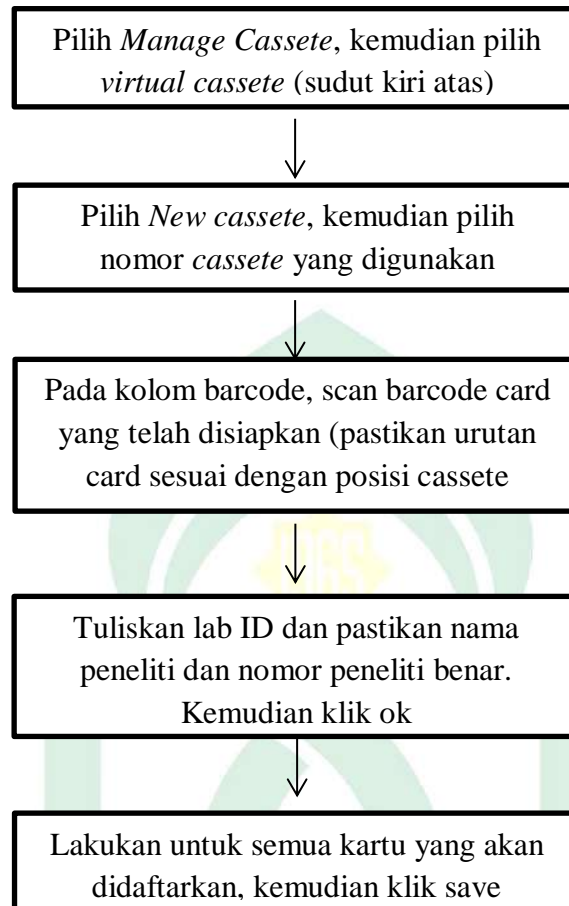 Pilih Manage Cassete, kemudian pilih
virtual cassete (sudut kiri atas)
Pilih New cassete, kemudian pilih
nomor cassete yang digunakan
Pada kolom barcode, scan barcode card
yang telah disiapkan (pastikan urutan
card sesuai dengan posisi cassete
Tuliskan lab ID dan pastikan nama
peneliti dan nomor peneliti benar.
Kemudian klik ok
Lakukan untuk semua kartu yang akan
didaftarkan, kemudian klik save